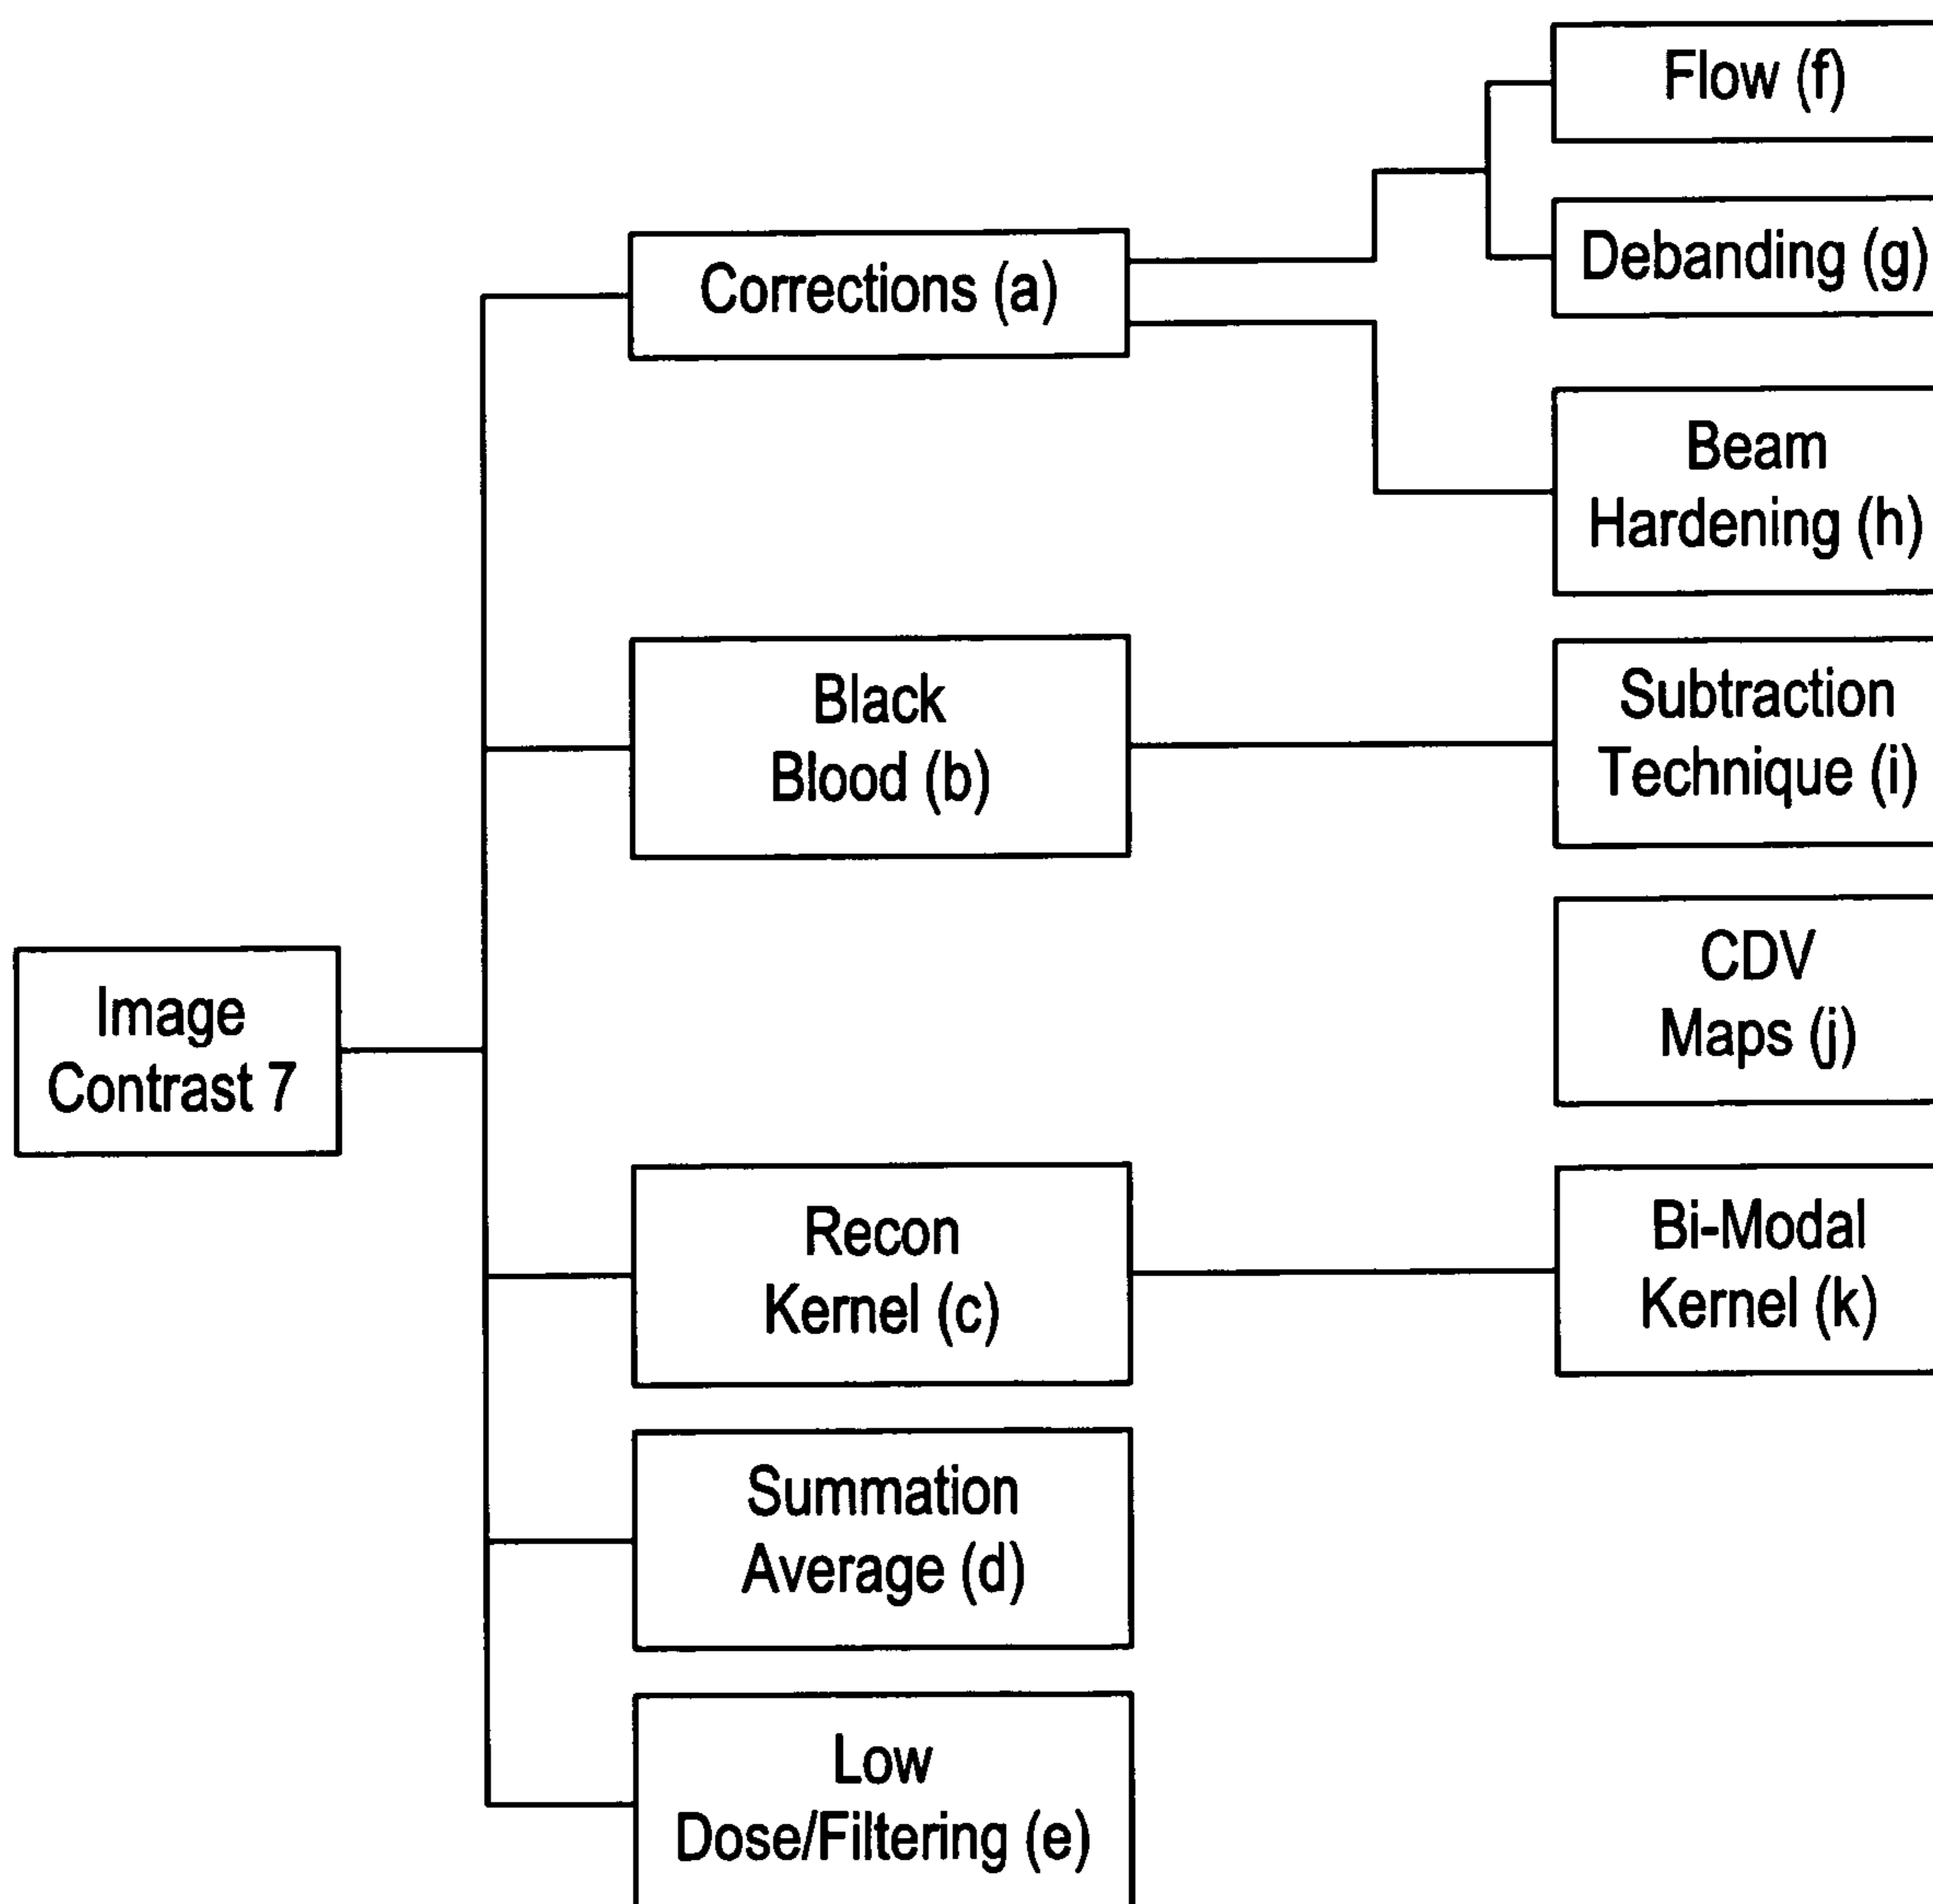 Flow (f)
Debanding (g)
Corrections (a)
Beam
Hardening (h)
Black
Blood (b)
Subtraction
Technique (i)
CDV
Maps (j)
Image
Contrast 7
Recon
Kernel (c)
Bi-Modal
Kernel (k)
Summation
Average (d)
Low
Dose/Filtering (e)